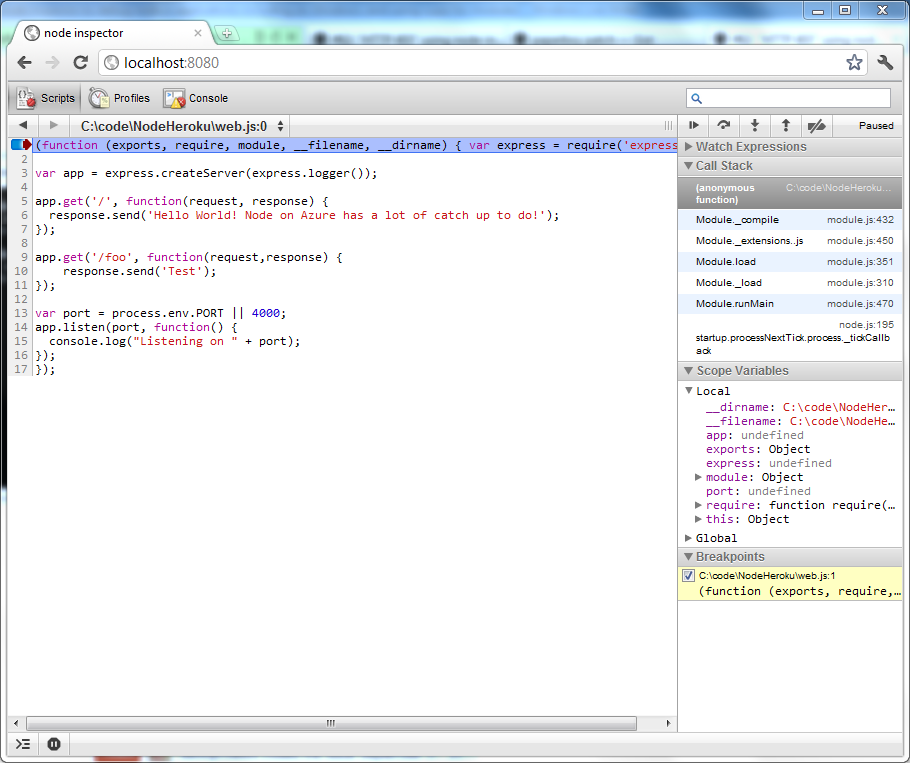 node inspector
localhost:8080
Scripts
Profiles
Console
C:\code\NodeHeroku\web.js:0
Paused
(function (exports, require, module, __filename, __dirname) { var express = require('express
2
3 var app = express.createServer(express.logger());
4
5 app.get('/', function(request, response) {
6 response.send('Hello World! Node on Azure has a lot of catch up to do!');
7 });
8
9 app.get('/foo', function(request,response) {
10 response.send('Test');
11 });
12
13 var port = process.env.PORT || 4000;
14 app.listen(port, function() {
15 console.log("Listening on " + port);
16 });
17 });
Watch Expressions
Call Stack
(anonymous function) C:\code\NodeHeroku...
Module._compile module.js:432
Module._extensions..js module.js:450
Module.load module.js:351
Module._load module.js:310
Module.runMain module.js:470
node.js:195
startup.processNextTick.process._tickCallb
ack
Scope Variables
Local
__dirname: C:\code\NodeHer...
__filename: C:\code\NodeHe...
app: undefined
exports: Object
express: undefined
module: Object
port: undefined
require: function require(...
this: Object
Global
Breakpoints
C:\code\NodeHeroku\web.js:1
(function (exports, require,...